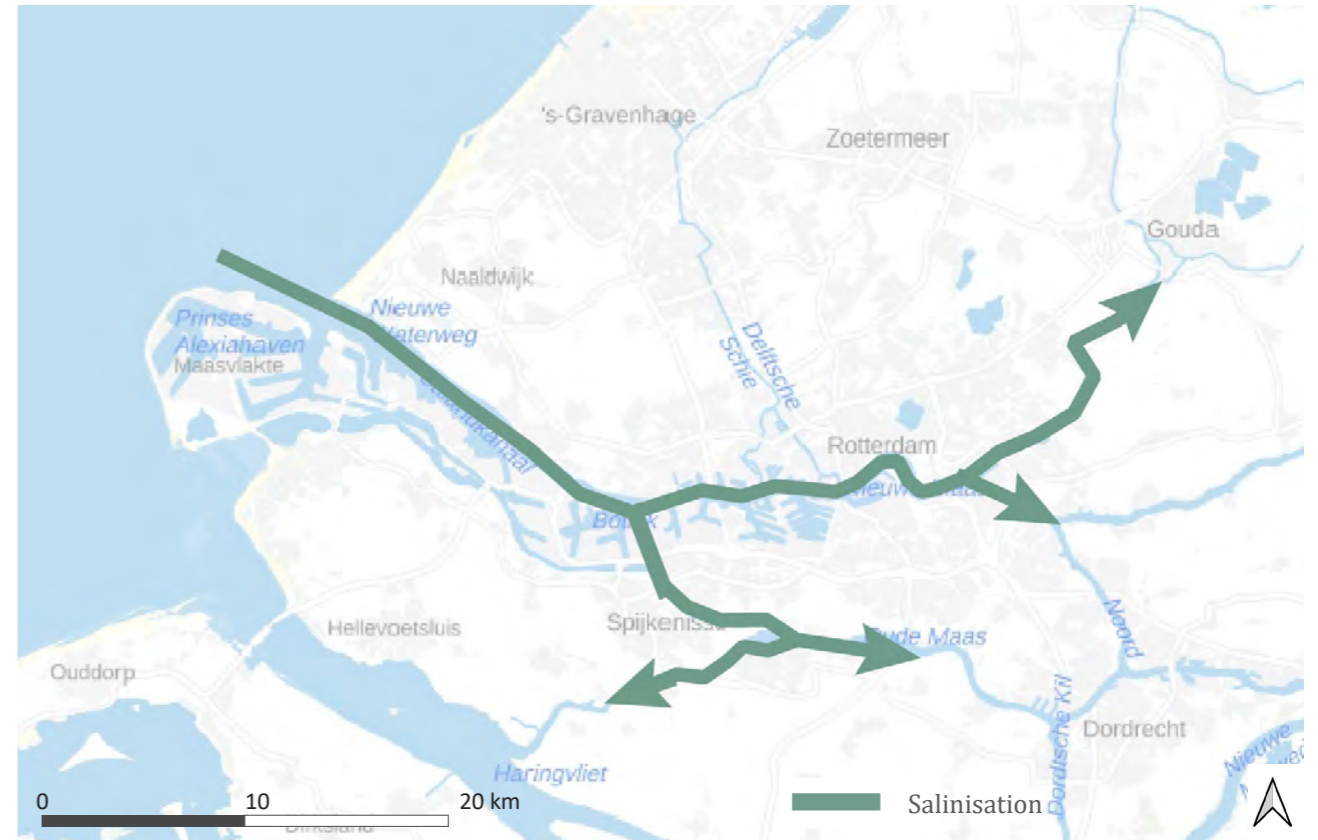 's-Gravenhage
Zoetermeer
Gouda
Naaldwijk
Nieuwe
Waterweg
Prinses
Alexiahaven
Maasvlakte
Delftsche
Schie
Rotterdam
Hellevoetsluis
Spijkenisse
Oude Maas
Noord
Ouddorp
Dordtsche Kil
Dordrecht
Nieuwe
Haringvliet
0 10 20 km
Salinisation